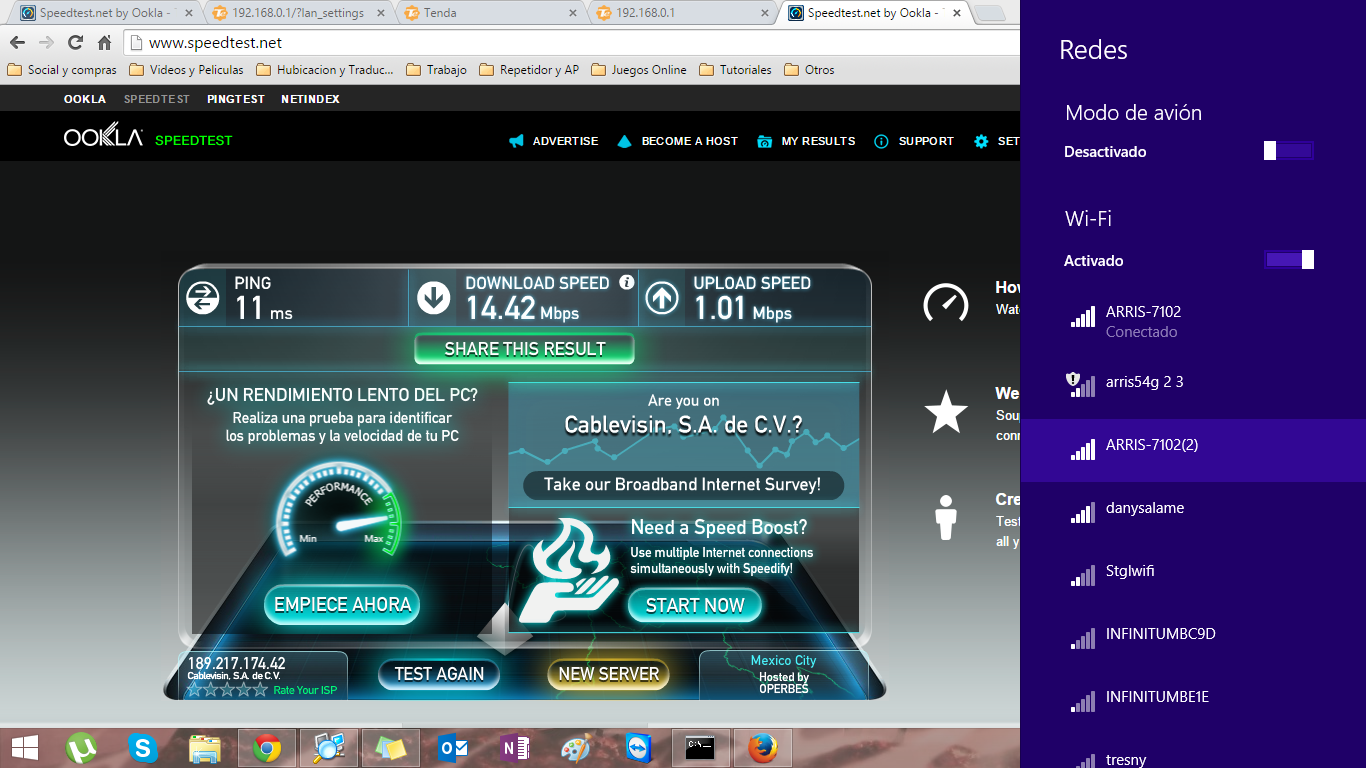 Speedtest.net by Ookla -
192.168.0.1/?lan_settings
Tenda
192.168.0.1
Speedtest.net by Ookla -
www.speedtest.net
Social y compras
Videos y Peliculas
Hubicacion y Traduc...
Trabajo
Repetidor y AP
Juegos Online
Tutoriales
Otros
OOKLA SPEEDTEST PINGTEST NETINDEX
OOKLA SPEEDTEST
ADVERTISE
BECOME A HOST
MY RESULTS
SUPPORT
SET
PING
11 ms
DOWNLOAD SPEED
14.42 Mbps
UPLOAD SPEED
1.01 Mbps
SHARE THIS RESULT
¿UN RENDIMIENTO LENTO DEL PC?
Realiza una prueba para identificar
los problemas y la velocidad de tu PC
PERFORMANCE
Min Max
EMPIECE AHORA
Are you on
Cablevisin, S.A. de C.V.?
Take our Broadband Internet Survey!
Need a Speed Boost?
Use multiple Internet connections
simultaneously with Speedify!
START NOW
189.217.174.42
Cablevisin, S.A. de C.V.
Rate Your ISP
TEST AGAIN
NEW SERVER
Mexico City
Hosted by
OPERBES
How
Wate
We
Sou
conn
Cre
Test
all y
Redes
Modo de avión
Desactivado
Wi-Fi
Activado
ARRIS-7102
Conectado
arris54g 2 3
ARRIS-7102(2)
danysalame
Stglwifi
INFINITUMBC9D
INFINITUMBE1E
tresny